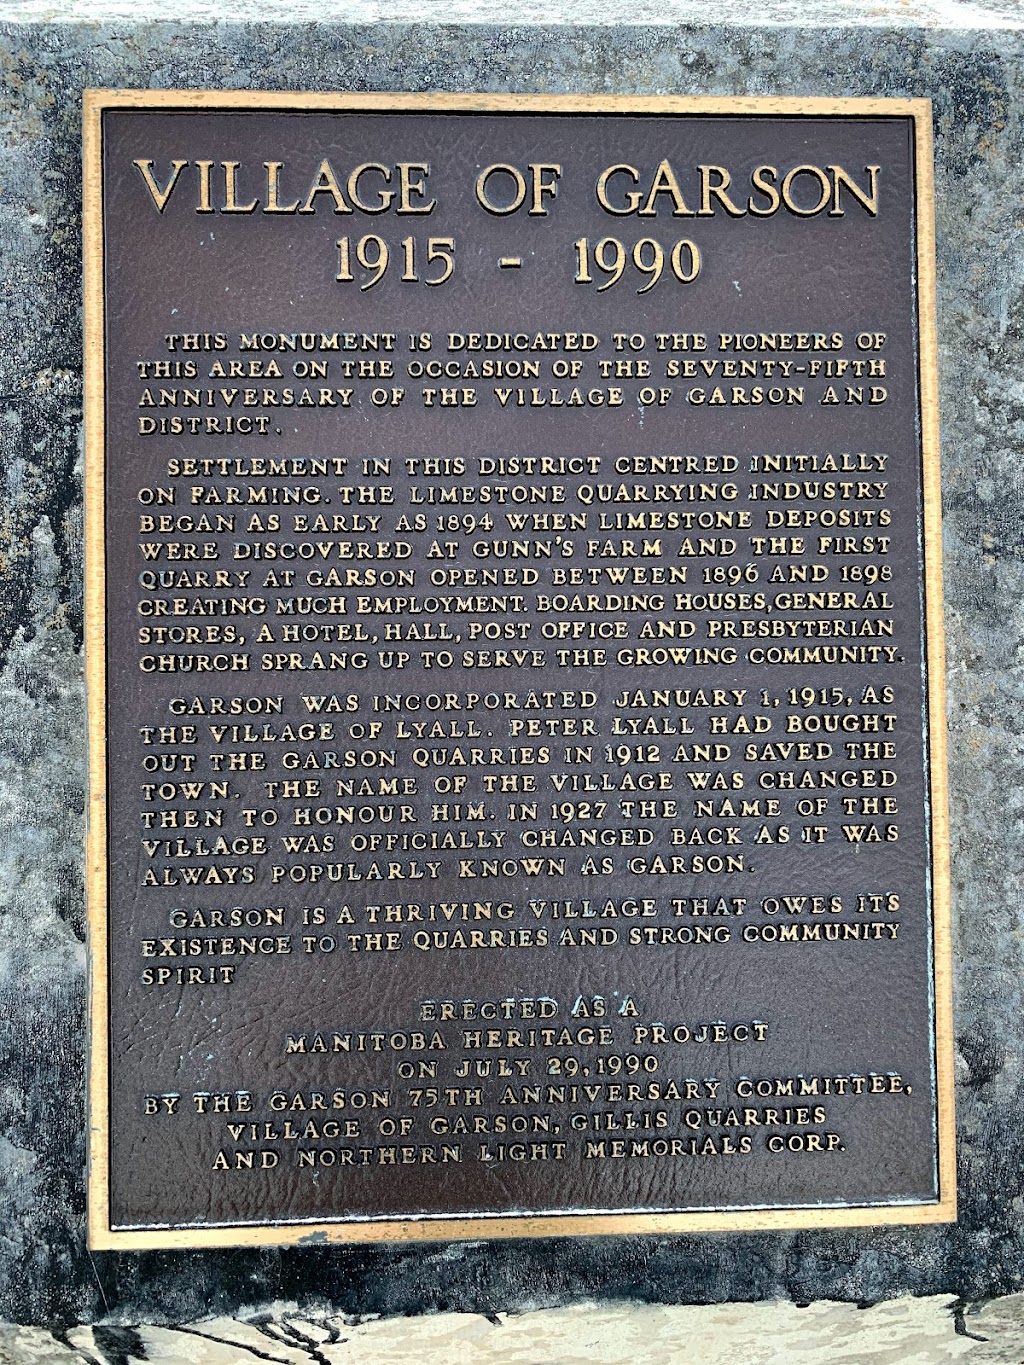 VILLAGE OF GARSON
1915 - 1990
THIS MONUMENT IS DEDICATED TO THE PIONEERS OF
THIS AREA ON THE OCCASION OF THE SEVENTY-FIFTH
ANNIVERSARY OF THE VILLAGE OF GARSON AND
DISTRICT.
SETTLEMENT IN THIS DISTRICT CENTRED INITIALLY
ON FARMING. THE LIMESTONE QUARRYING INDUSTRY
BEGAN AS EARLY AS 1894 WHEN LIMESTONE DEPOSITS
WERE DISCOVERED AT GUNN'S FARM AND THE FIRST
QUARRY AT GARSON OPENED BETWEEN 1896 AND 1898
CREATING MUCH EMPLOYMENT. BOARDING HOUSES, GENERAL
STORES, A HOTEL, HALL, POST OFFICE AND PRESBYTERIAN
CHURCH SPRANG UP TO SERVE THE GROWING COMMUNITY.
GARSON WAS INCORPORATED JANUARY 1, 1915, AS
THE VILLAGE OF LYALL. PETER LYALL HAD BOUGHT
OUT THE GARSON QUARRIES IN 1912 AND SAVED THE
TOWN. THE NAME OF THE VILLAGE WAS CHANGED
THEN TO HONOUR HIM. IN 1927 THE NAME OF THE
VILLAGE WAS OFFICIALLY CHANGED BACK AS IT WAS
ALWAYS POPULARLY KNOWN AS GARSON.
GARSON IS A THRIVING VILLAGE THAT OWES ITS
EXISTENCE TO THE QUARRIES AND STRONG COMMUNITY
SPIRIT
ERECTED AS A
MANITOBA HERITAGE PROJECT
ON JULY 29, 1990
BY THE GARSON 75TH ANNIVERSARY COMMITTEE,
VILLAGE OF GARSON, GILLIS QUARRIES
AND NORTHERN LIGHT MEMORIALS CORP.